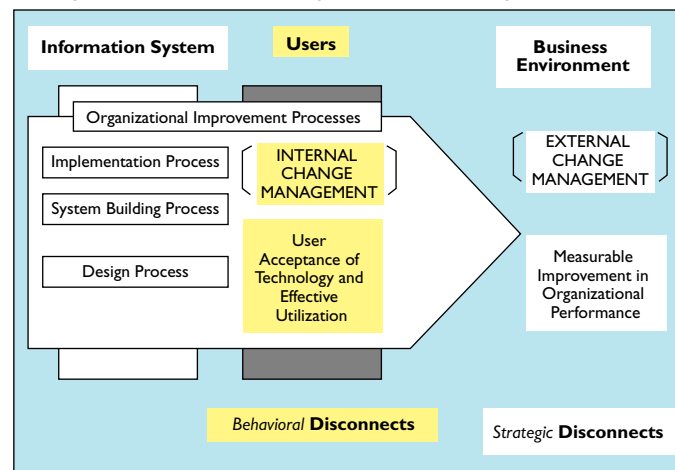 Information System
Users
Business
Environment
Organizational Improvement Processes
Implementation Process
System Building Process
Design Process
INTERNAL
CHANGE
MANAGEMENT
User
Acceptance of
Technology and
Effective
Utilization
EXTERNAL
CHANGE
MANAGEMENT
Measurable
Improvement in
Organizational
Performance
Behavioral Disconnects
Strategic Disconnects